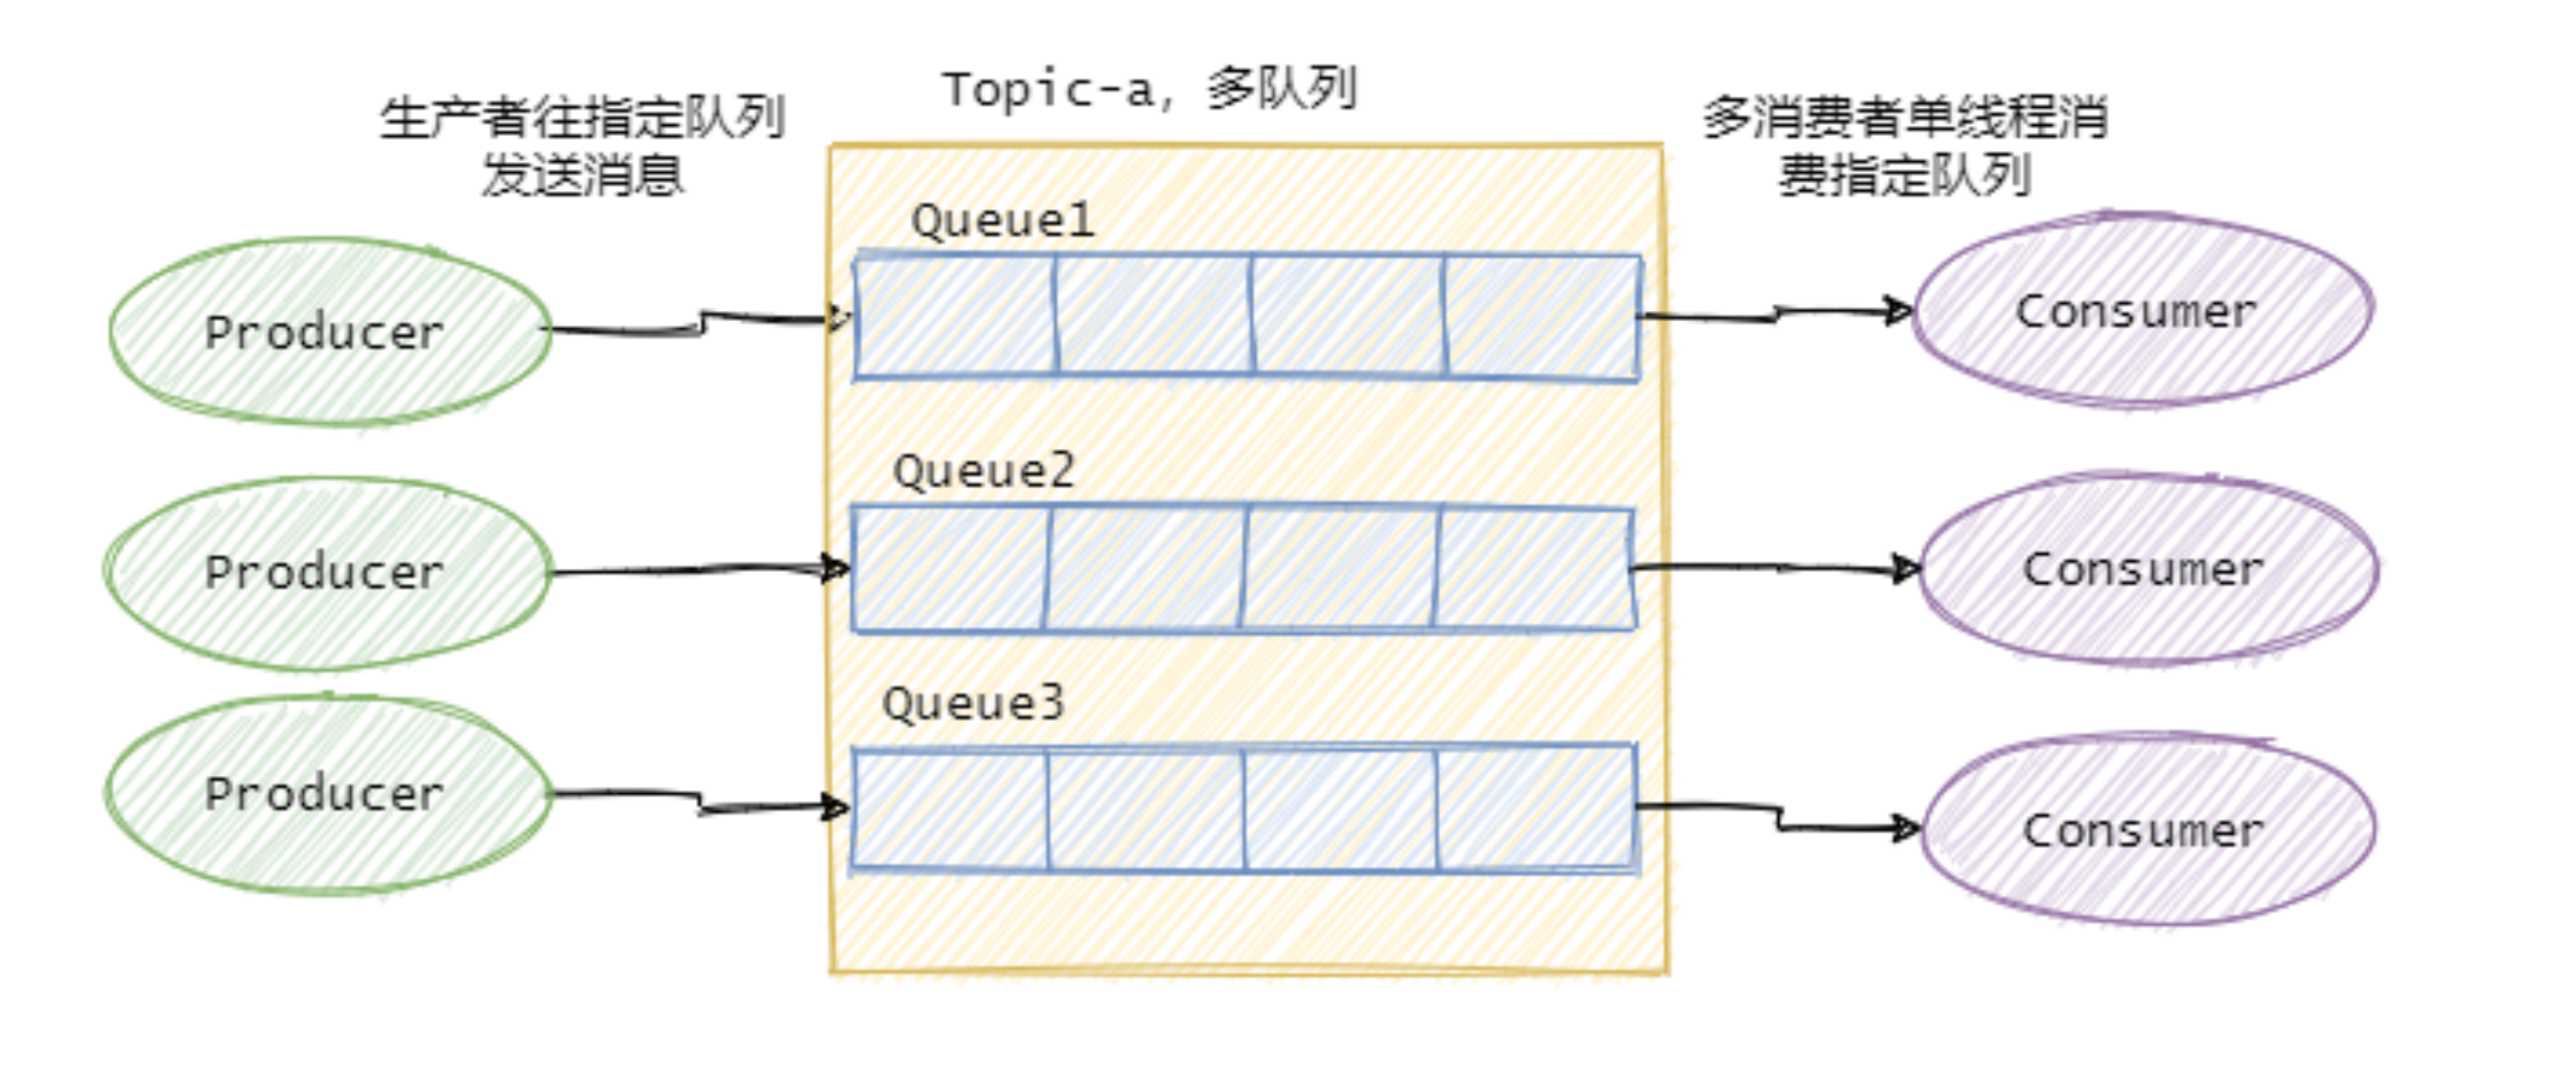 生产者往指定队列
发送消息
Topic-a, 多队列
多消费者单线程消
费指定队列
Queue1
Producer
Consumer
Queue2
Producer
Consumer
Queue3
Producer
Consumer